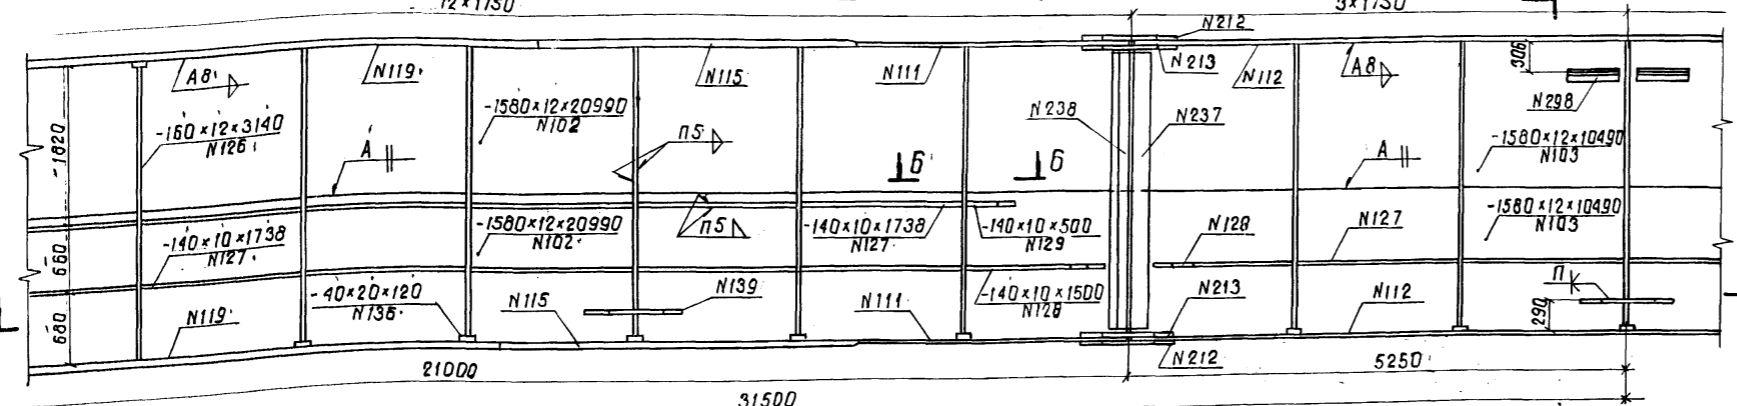 12×1750
3×1750
N212
N213
A8
N119
N115
N111
N112
A8
306
N298
-160×12×3140
N126
-1580×12×20990
N102
П5
N238
N237
-1580×12×10490
N103
1820
А
Б
Б
А
-140×10×1738
N127
-1580×12×20990
N102
П5
-140×10×1738
N127
-140×10×500
N129
N128
N127
-1580×12×10490
N103
660
680
N119
-40×20×120
N136
N115
N139
N111
-140×10×1500
N128
N213
N112
П
290
N212
21000
5250
31500